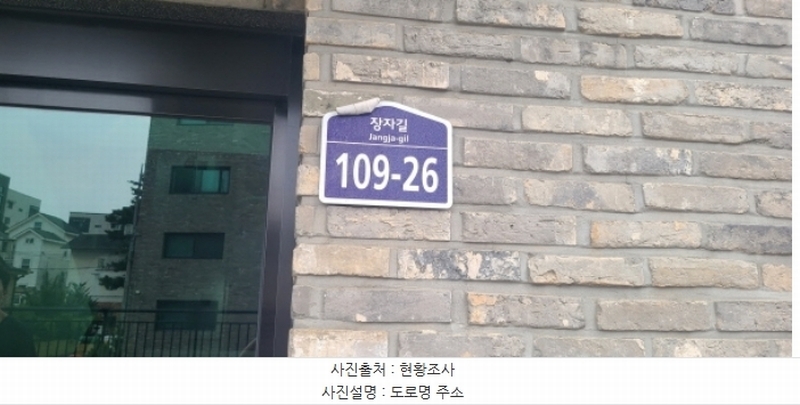 장자길
Jangja-gil
109-26
사진출처 : 현황조사
사진설명 : 도로명 주소